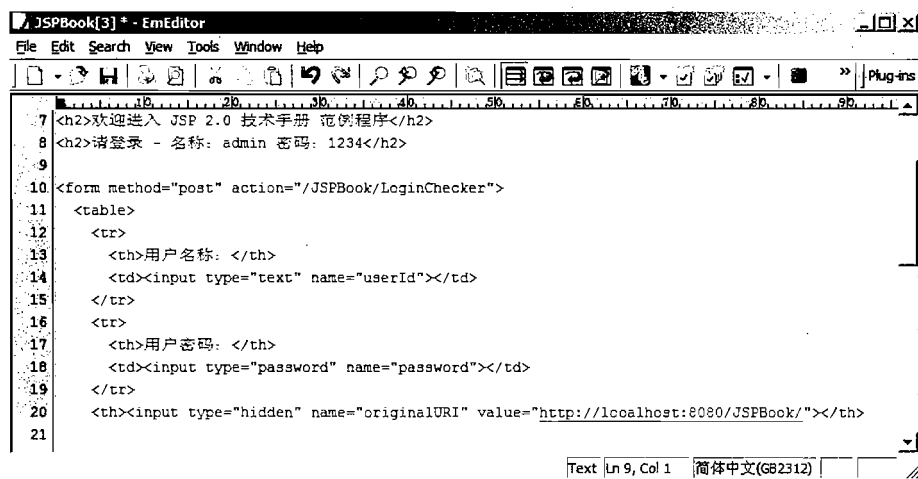 JSPBook[3] * - EmEditor
File Edit Search View Tools Window Help
» Plug-ins
10 20 30 40 50 60 70 80 90
7 <h2>欢迎进入 JSP 2.0 技术手册 范例程序</h2>
8 <h2>请登录 - 名称: admin 密码: 1234</h2>
9
10 <form method="post" action="/JSPBook/LoginChecker">
11 <table>
12 <tr>
13 <th>用户名称: </th>
14 <td><input type="text" name="userId"></td>
15 </tr>
16 <tr>
17 <th>用户密码: </th>
18 <td><input type="password" name="password"></td>
19 </tr>
20 <th><input type="hidden" name="originalURI" value="http://lcoalhost:8080/JSPBook/"></th>
21
Text Ln 9, Col 1 简体中文(GB2312)